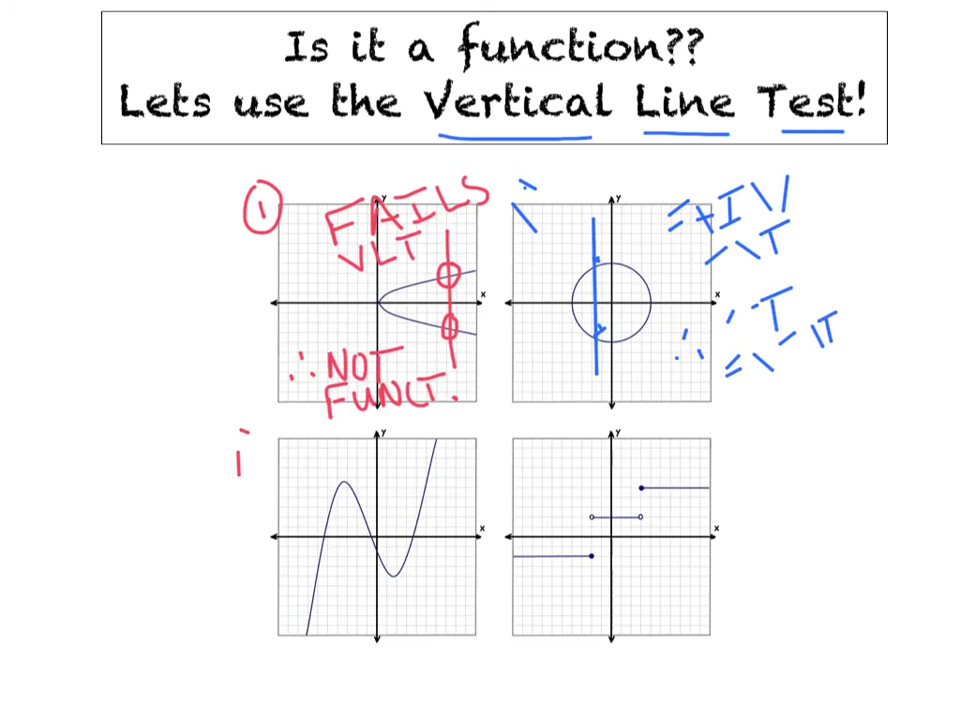 Is it a function??
Lets use the Vertical Line Test!
1
FAILS
VLT
∴ NOT
FUNCT.
y
x
y
x
y
x
y
x